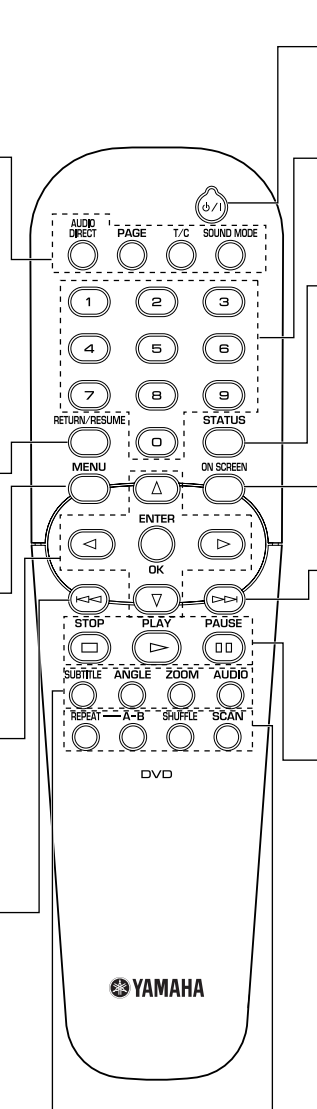 ⏻/I
AUDIO DIRECT PAGE T/C SOUND MODE
1 2 3
4 5 6
7 8 9
RETURN/RESUME 0 STATUS
MENU ON SCREEN
ENTER
OK
STOP PLAY PAUSE
SUBTITLE ANGLE ZOOM AUDIO
REPEAT A-B SHUFFLE SCAN
DVD
YAMAHA